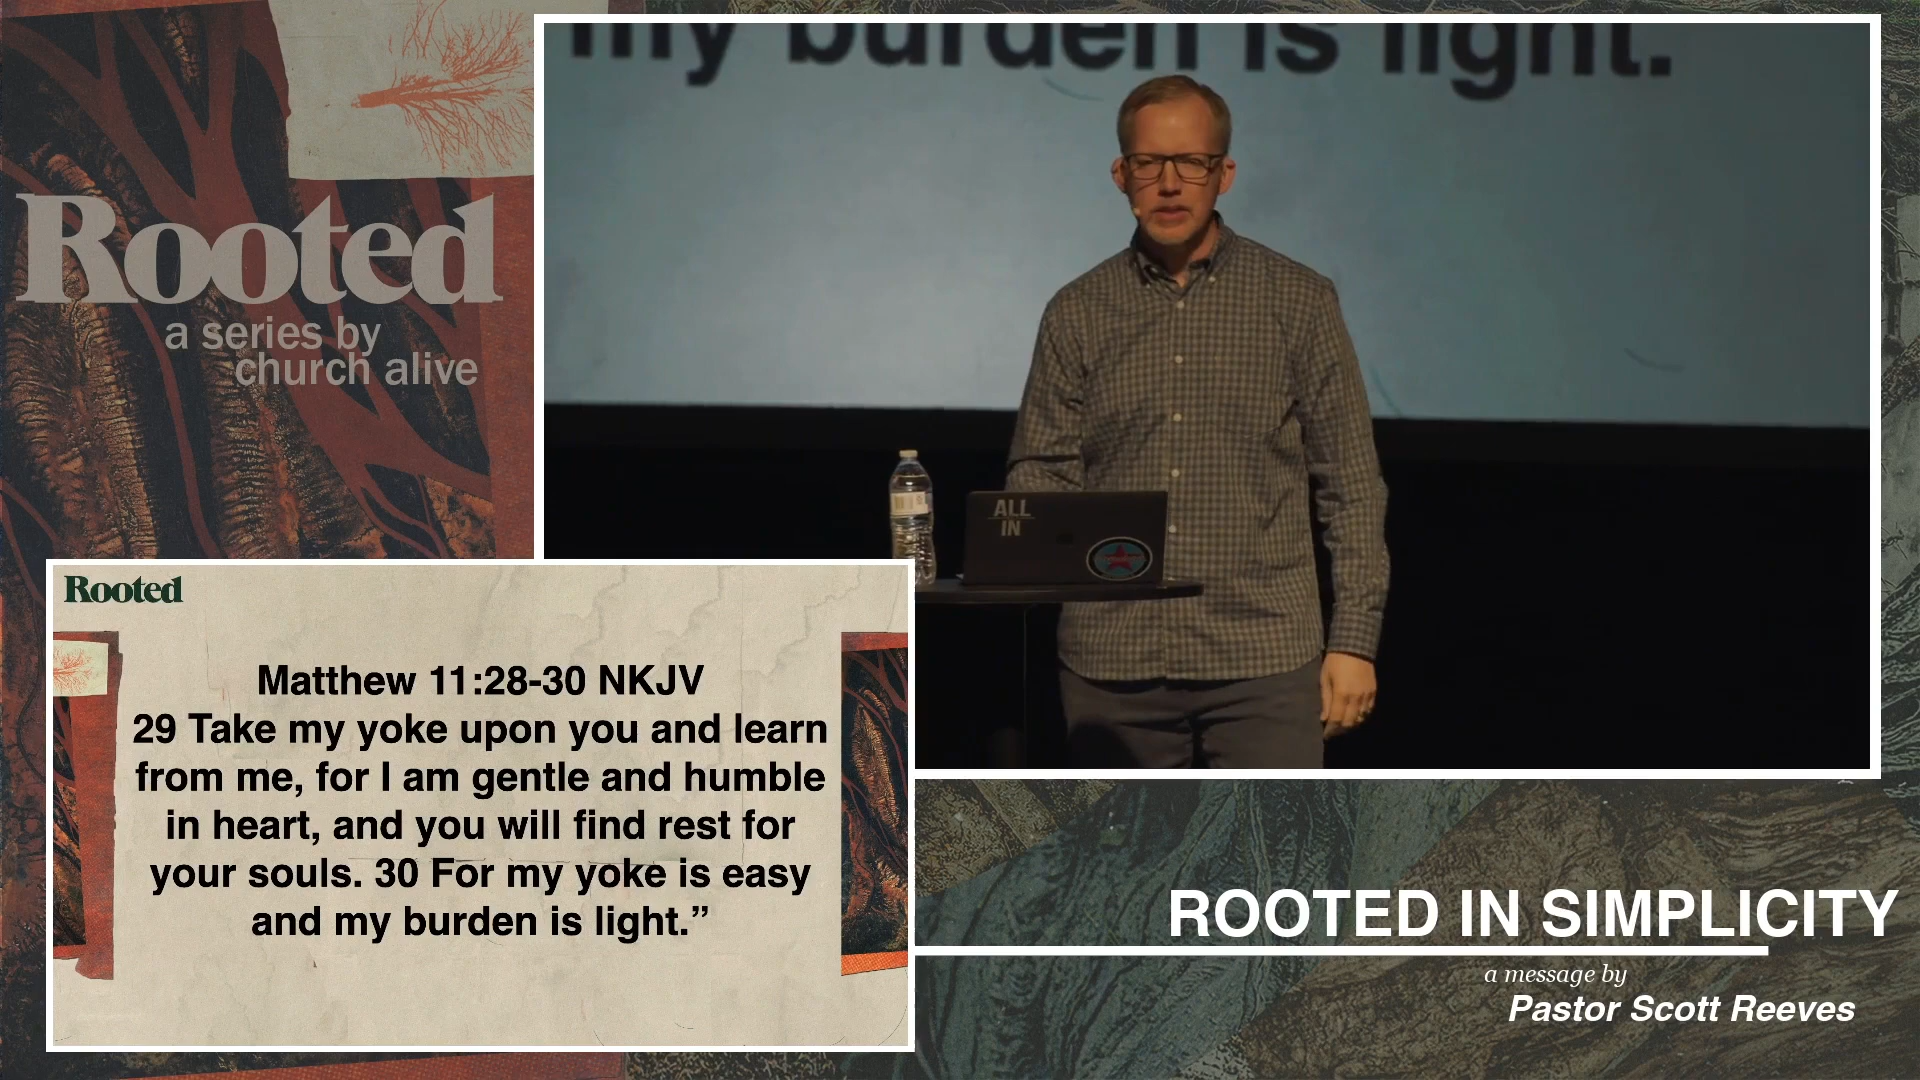 my burden is light.
Rooted
a series by
church alive
ALL
IN
Rooted
Matthew 11:28-30 NKJV
29 Take my yoke upon you and learn
from me, for I am gentle and humble
in heart, and you will find rest for
your souls. 30 For my yoke is easy
and my burden is light.”
ROOTED IN SIMPLICITY
a message by
Pastor Scott Reeves